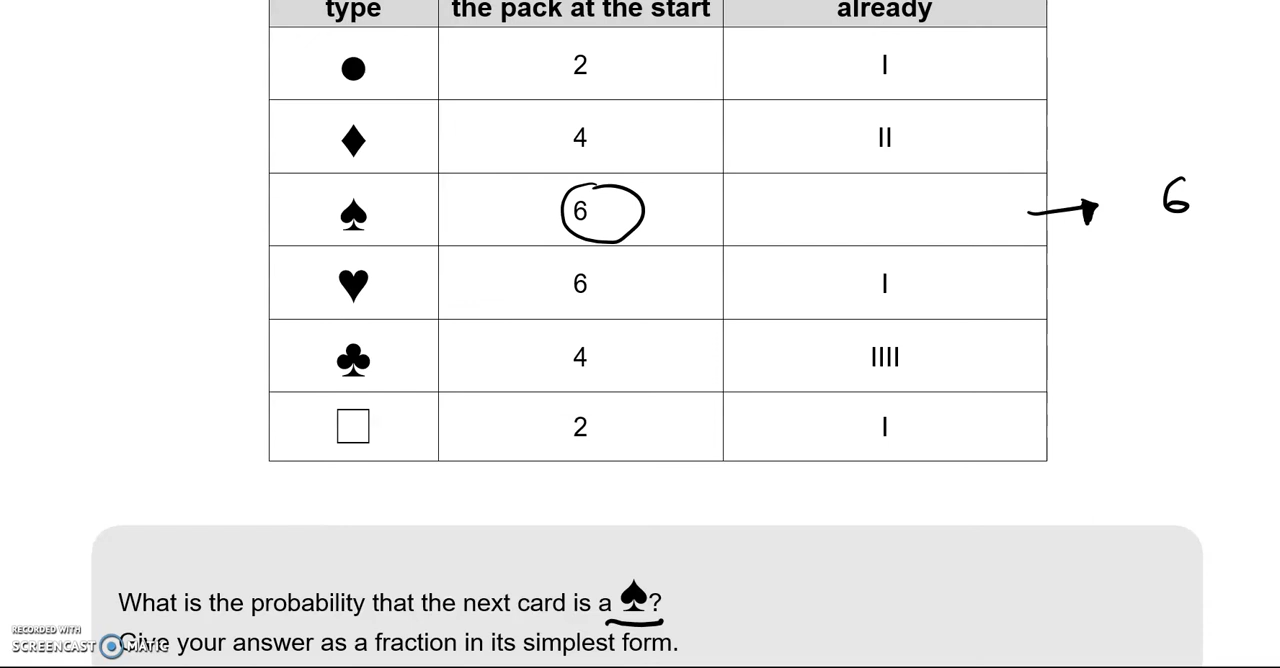 type the pack at the start already
● 2 I
♦ 4 II
♠ 6 → 6
♥ 6 I
♣ 4 IIII
□ 2 I
What is the probability that the next card is a ♠?
Give your answer as a fraction in its simplest form.
RECORDED WITH
SCREENCAST MATIC